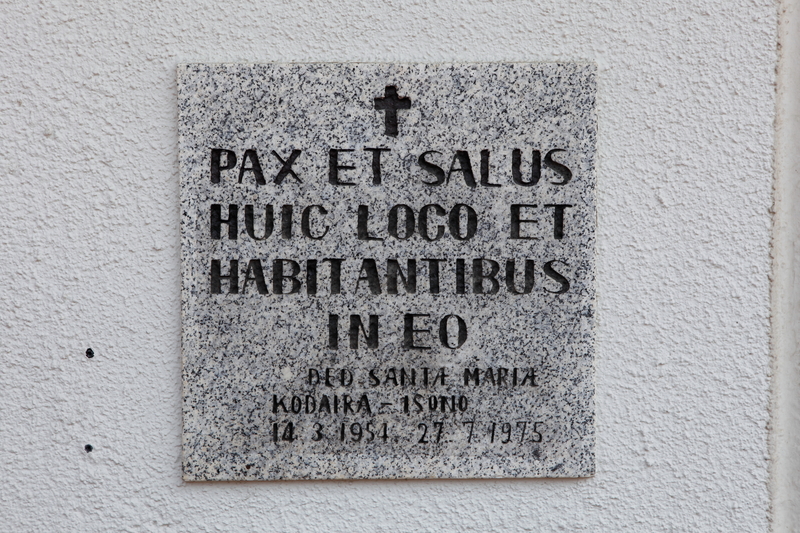 PAX ET SALUS
HUIC LOCO ET
HABITANTIBUS
IN EO
DED SANTÆ MARIÆ
KODAIRA - ISONO
14 3 1954. 27. 7. 1975